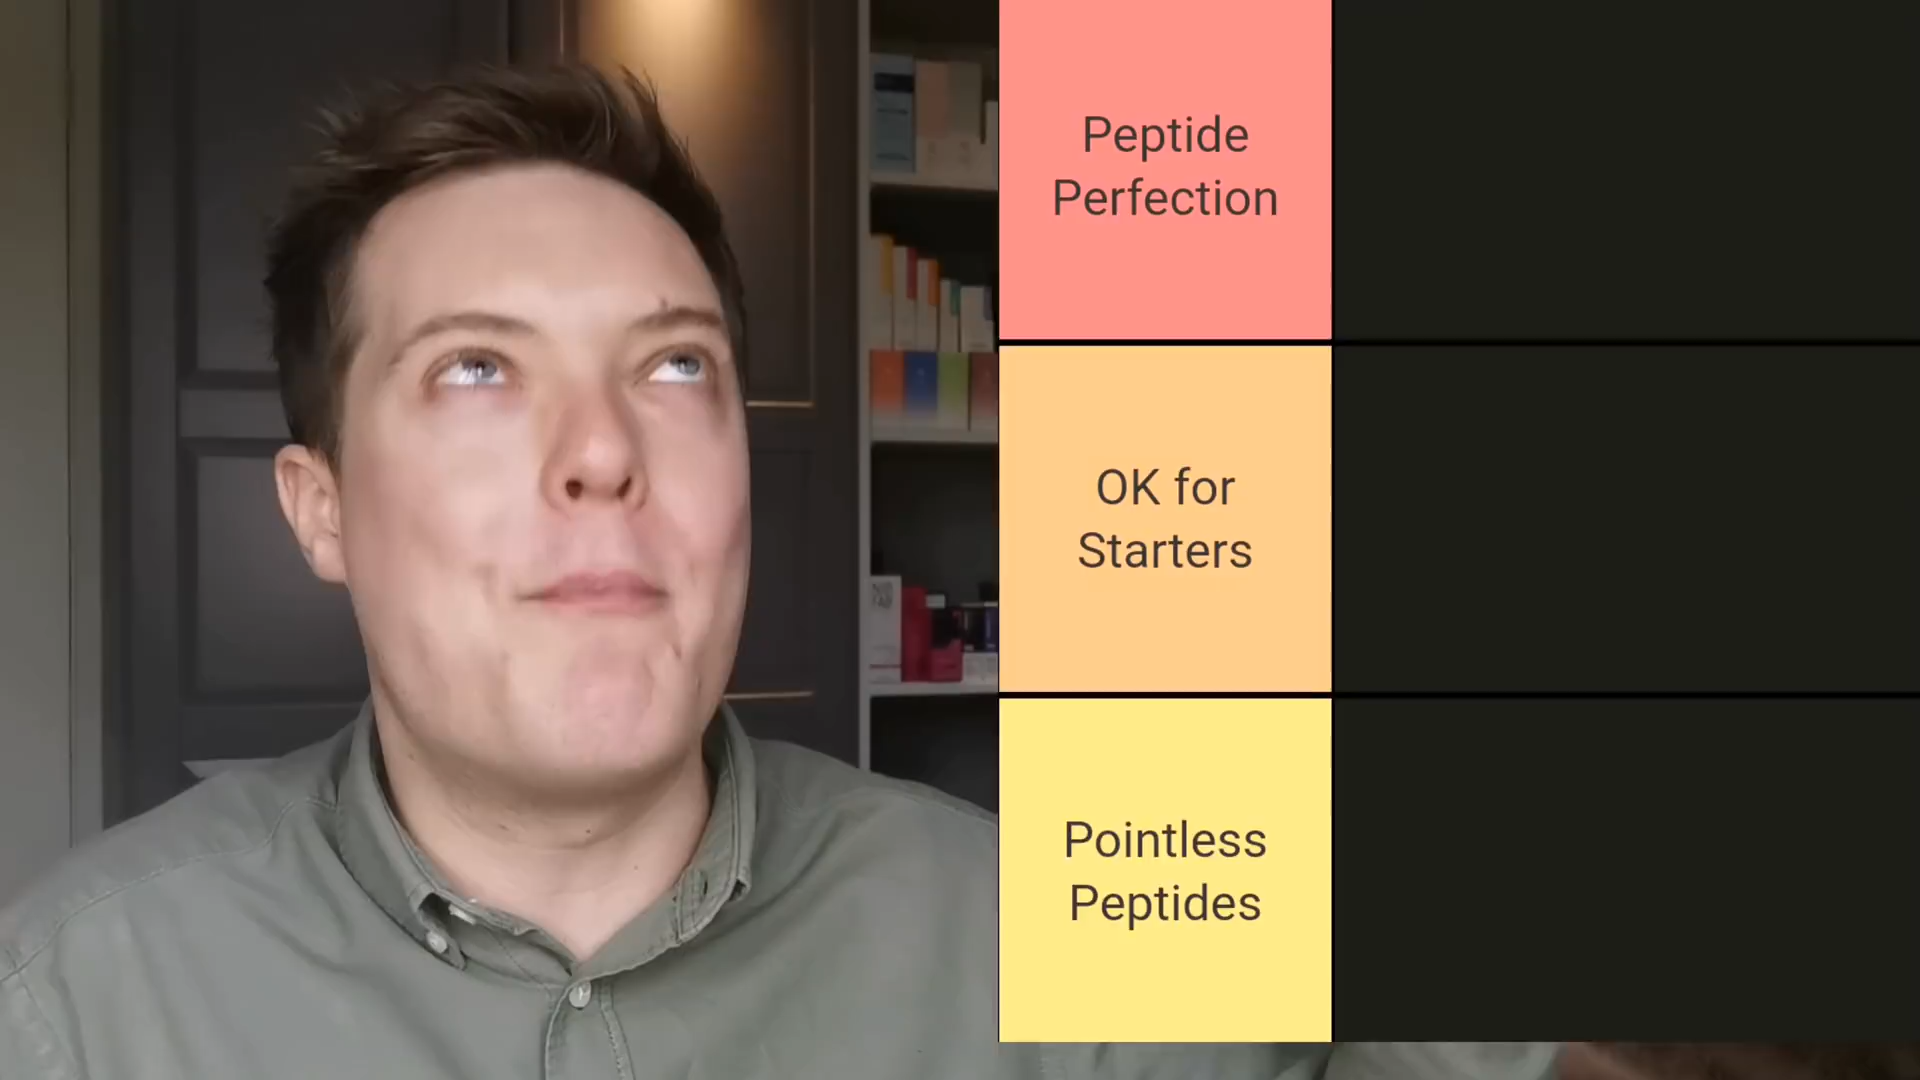 Peptide
Perfection
OK for
Starters
Pointless
Peptides